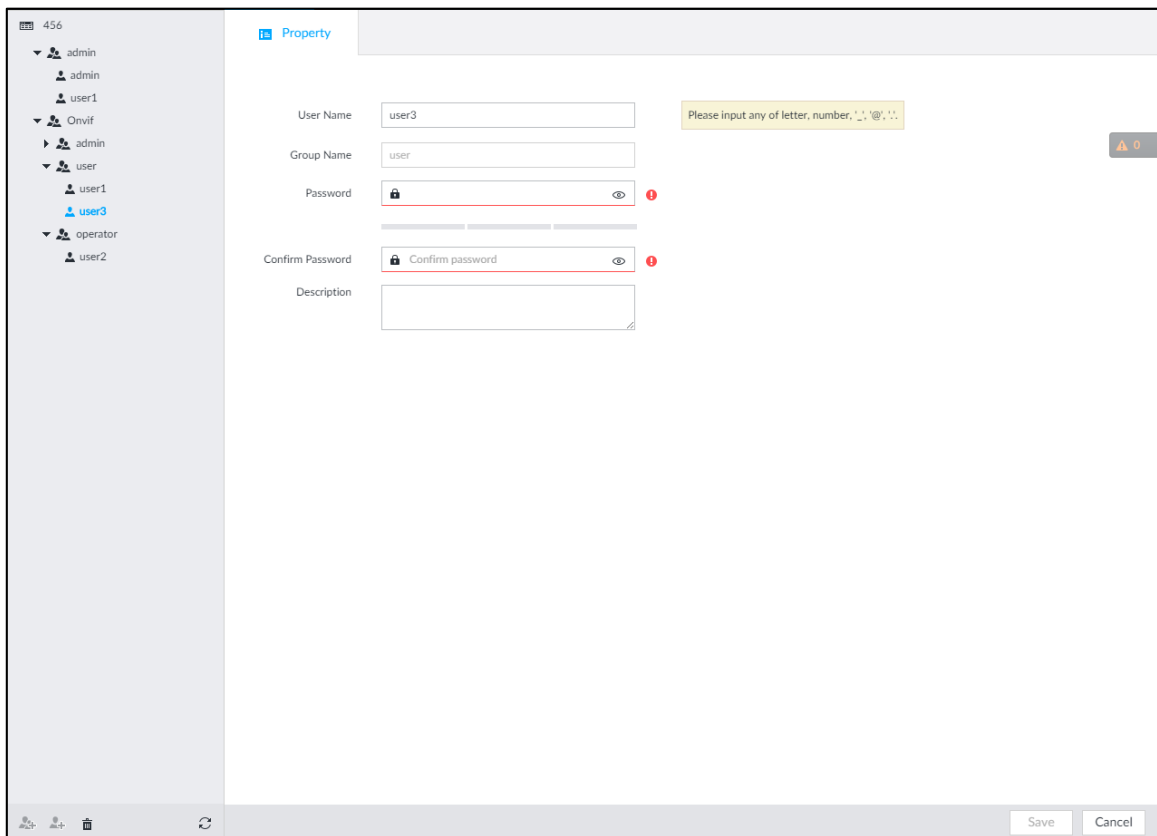 456
admin
admin
user1
Onvif
admin
user
user1
user3
operator
user2
Property
User Name
user3
Please input any of letter, number, '_', '@', '.'.
Group Name
user
0
Password
Confirm Password
Confirm password
Description
Save
Cancel